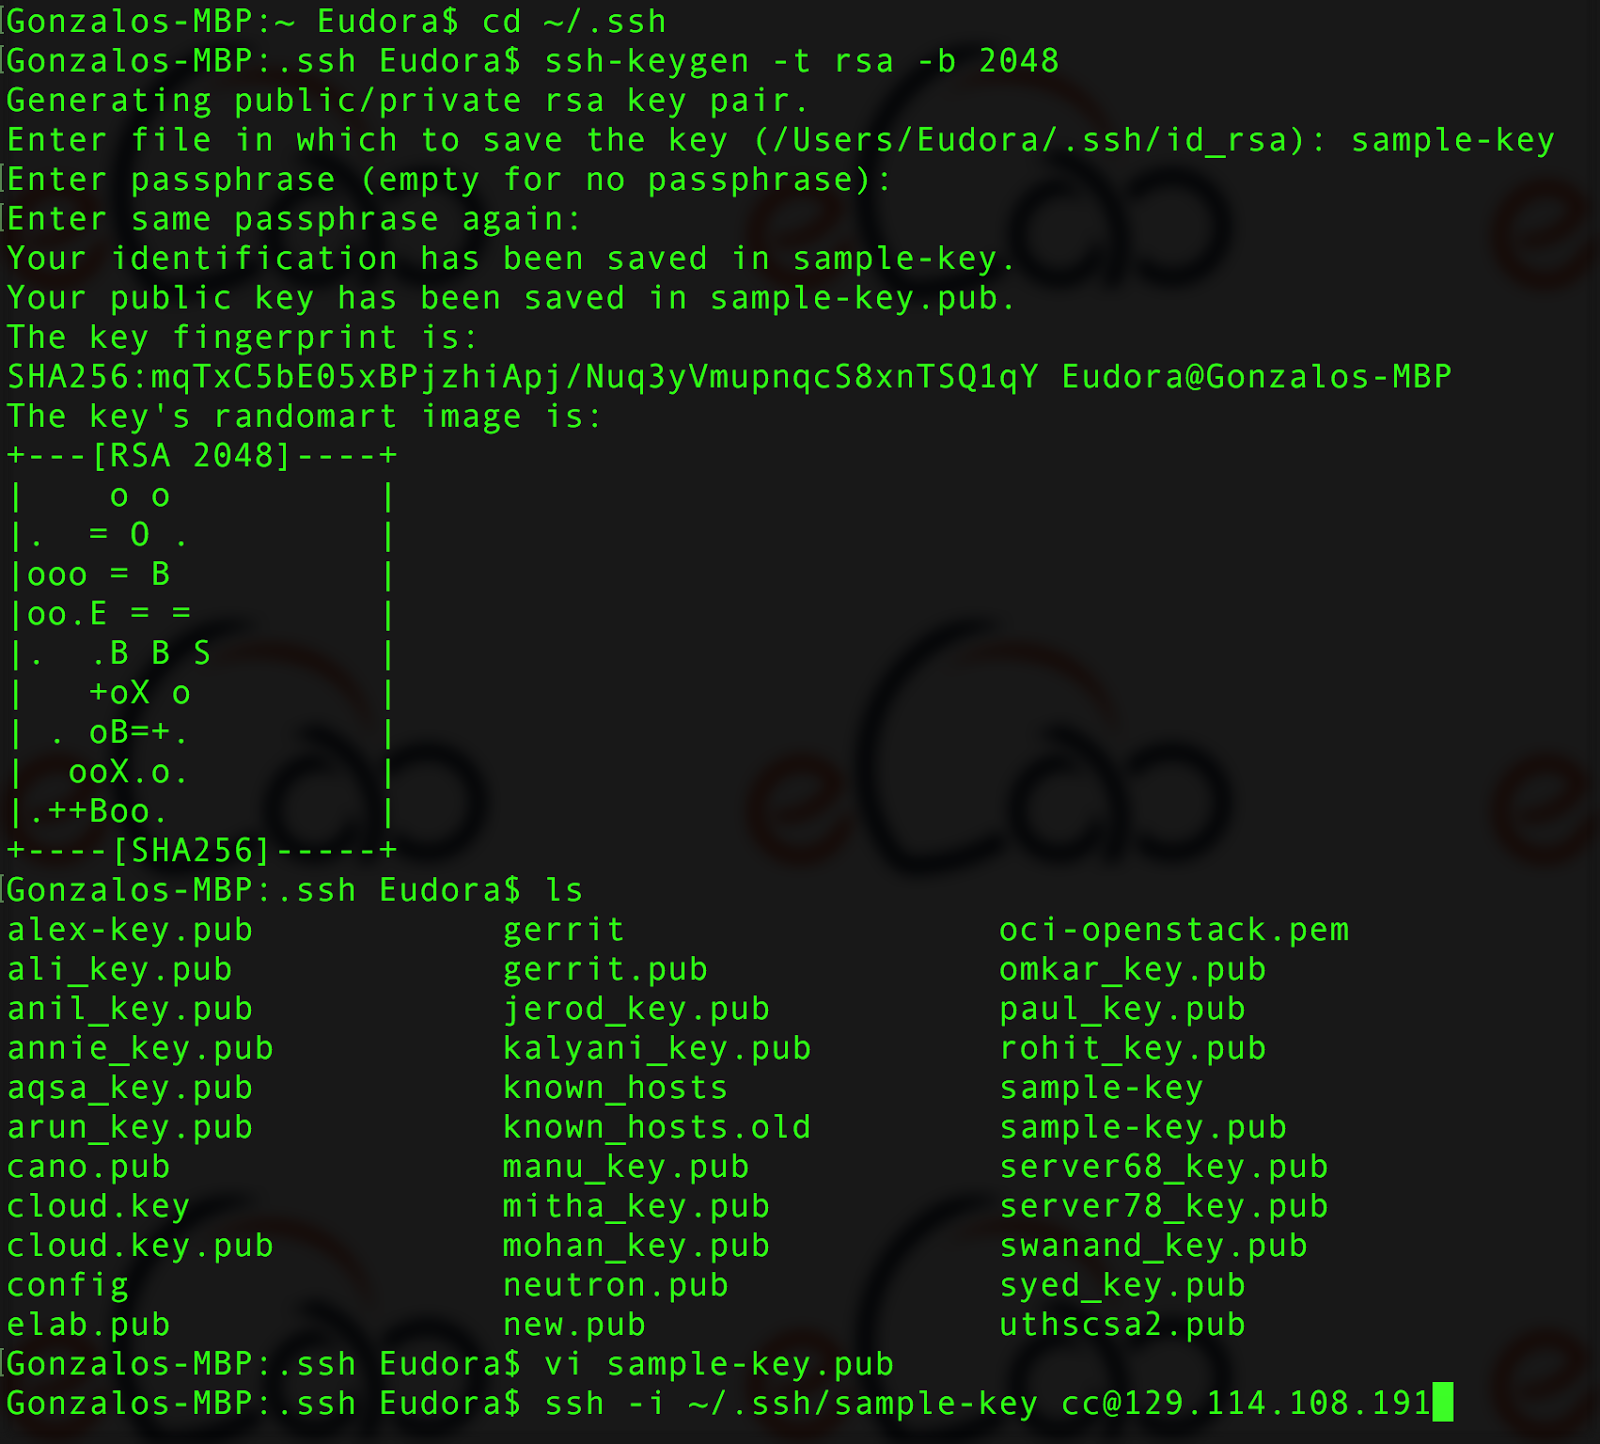 Gonzalos-MBP:~ Eudora$ cd ~/.ssh
Gonzalos-MBP:.ssh Eudora$ ssh-keygen -t rsa -b 2048
Generating public/private rsa key pair.
Enter file in which to save the key (/Users/Eudora/.ssh/id_rsa): sample-key
Enter passphrase (empty for no passphrase):
Enter same passphrase again:
Your identification has been saved in sample-key.
Your public key has been saved in sample-key.pub.
The key fingerprint is:
SHA256:mqTxC5bE05xBPjzhiApj/Nuq3yVmupnqcS8xnTSQ1qY Eudora@Gonzalos-MBP
The key's randomart image is:
+---[RSA 2048]----+
|    o o          |
|.  = O .         |
|ooo = B          |
|oo.E = =         |
|.  .B B S        |
|   +oX o         |
| . oB=+.         |
|  ooX.o.         |
|.++Boo.          |
+----[SHA256]-----+
Gonzalos-MBP:.ssh Eudora$ ls
alex-key.pub            gerrit                  oci-openstack.pem
ali_key.pub             gerrit.pub              omkar_key.pub
anil_key.pub            jerod_key.pub           paul_key.pub
annie_key.pub           kalyani_key.pub         rohit_key.pub
aqsa_key.pub            known_hosts             sample-key
arun_key.pub            known_hosts.old         sample-key.pub
cano.pub                manu_key.pub            server68_key.pub
cloud.key               mitha_key.pub           server78_key.pub
cloud.key.pub           mohan_key.pub           swanand_key.pub
config                  neutron.pub             syed_key.pub
elab.pub                new.pub                 uthscsa2.pub
Gonzalos-MBP:.ssh Eudora$ vi sample-key.pub
Gonzalos-MBP:.ssh Eudora$ ssh -i ~/.ssh/sample-key cc@129.114.108.191